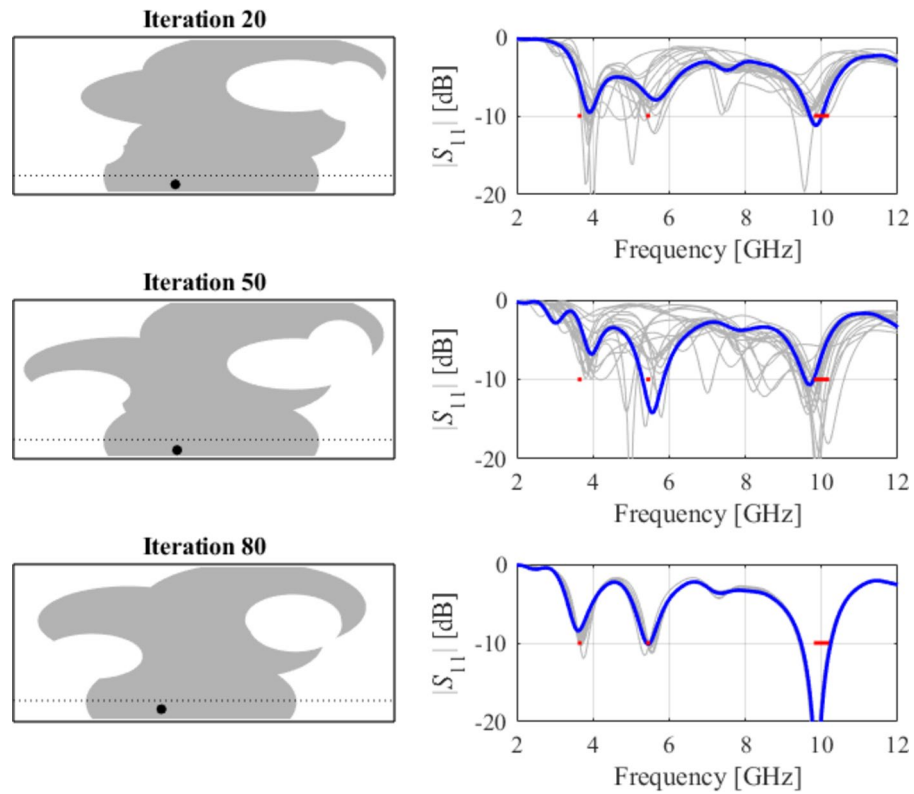 Iteration 20
0
-10
-20
|S11| [dB]
2 4 6 8 10 12
Frequency [GHz]
Iteration 50
0
-10
-20
|S11| [dB]
2 4 6 8 10 12
Frequency [GHz]
Iteration 80
0
-10
-20
|S11| [dB]
2 4 6 8 10 12
Frequency [GHz]